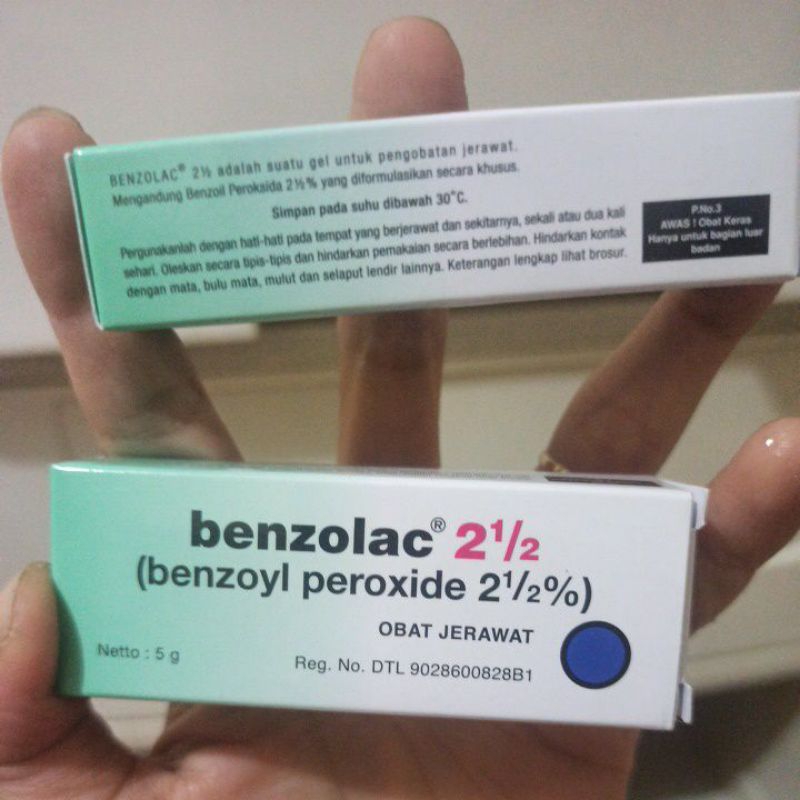 BENZOLAC® 2½ adalah suatu gel untuk pengobatan jerawat.
Mengandung Benzoil Peroksida 2½% yang diformulasikan secara khusus.
Simpan pada suhu dibawah 30°C.
Pergunakanlah dengan hati-hati pada tempat yang berjerawat dan sekitarnya, sekali atau dua kali
sehari. Oleskan secara tipis-tipis dan hindarkan pemakaian secara berlebihan. Hindarkan kontak
dengan mata, bulu mata, mulut dan selaput lendir lainnya. Keterangan lengkap lihat brosur.
P.No.3
AWAS ! Obat Keras
Hanya untuk bagian luar
badan
benzolac® 2½
(benzoyl peroxide 2½%)
OBAT JERAWAT
Netto : 5 g
Reg. No. DTL 9028600828B1